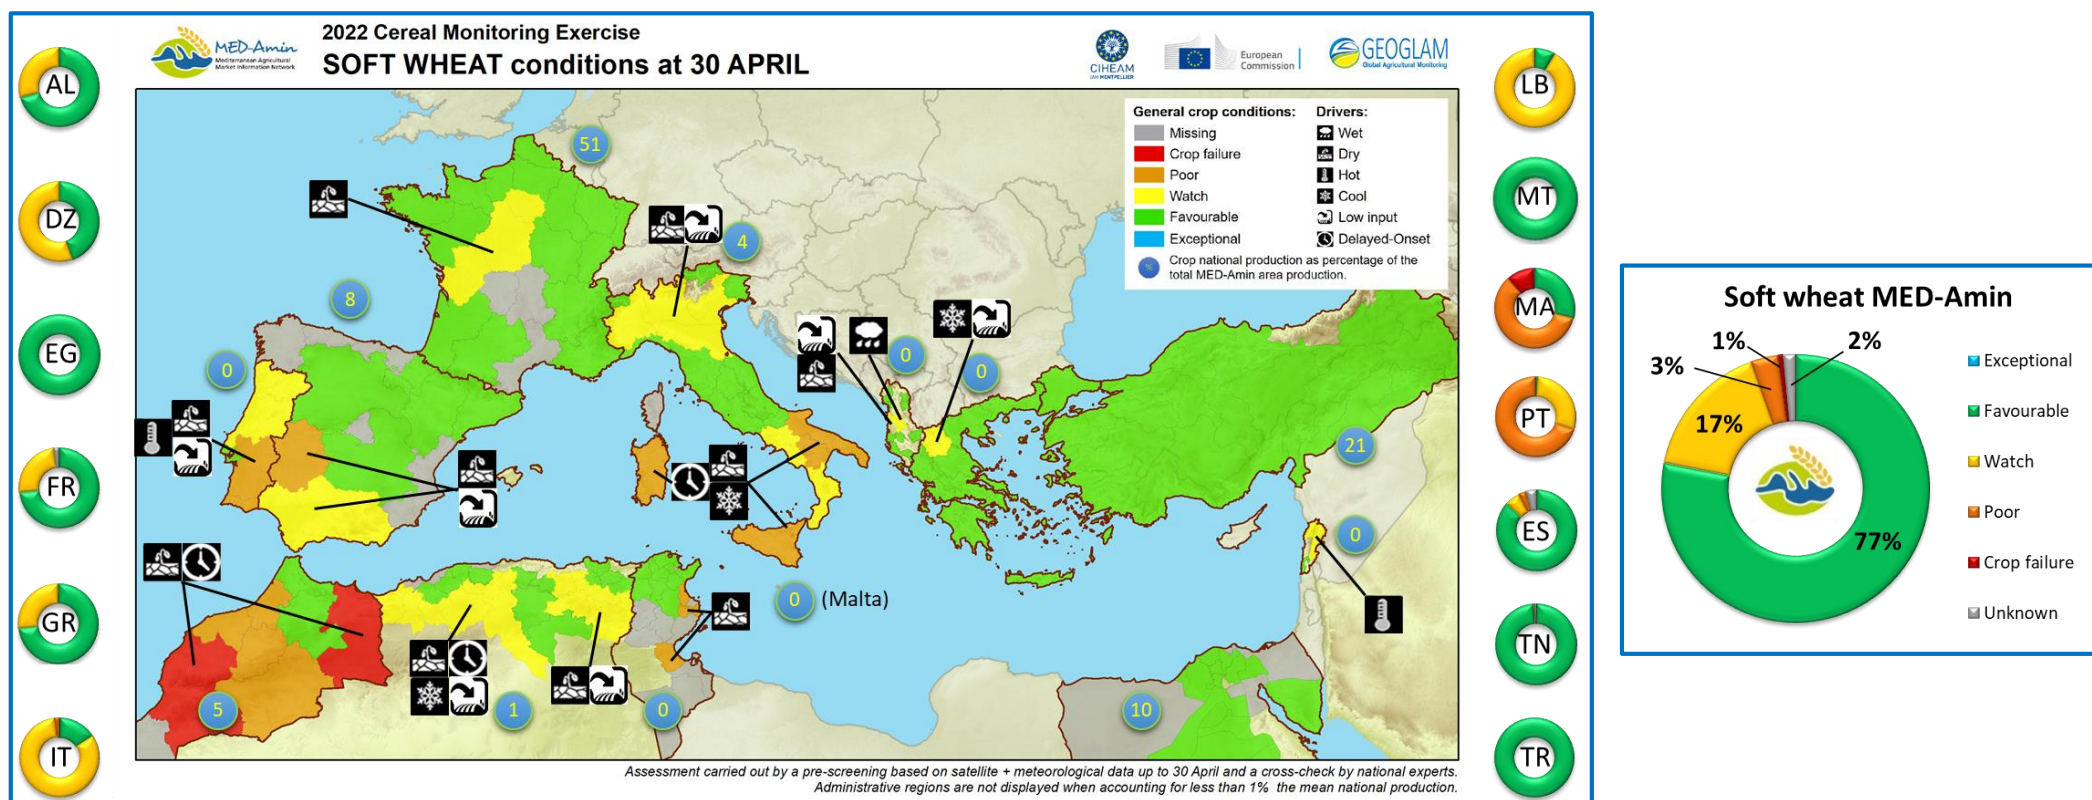 2022 Cereal Monitoring Exercise
SOFT WHEAT conditions at 30 APRIL
MED-Amin
Mediterranean Agricultural
Market Information Network
CIHEAM
IAM MONTPELLIER
European
Commission
GEOGLAM
Global Agricultural Monitoring
AL
DZ
EG
FR
GR
IT
General crop conditions:
Missing
Crop failure
Poor
Watch
Favourable
Exceptional
Drivers:
Wet
Dry
Hot
Cool
Low input
Delayed-Onset
% Crop national production as percentage of the
total MED-Amin area production.
51
4
8
0
0
0
21
0
0 (Malta)
5
1
0
10
Assessment carried out by a pre-screening based on satellite + meteorological data up to 30 April and a cross-check by national experts.
Administrative regions are not displayed when accounting for less than 1% the mean national production.
LB
MT
MA
PT
ES
TN
TR
Soft wheat MED-Amin
1%
2%
3%
17%
77%
Exceptional
Favourable
Watch
Poor
Crop failure
Unknown